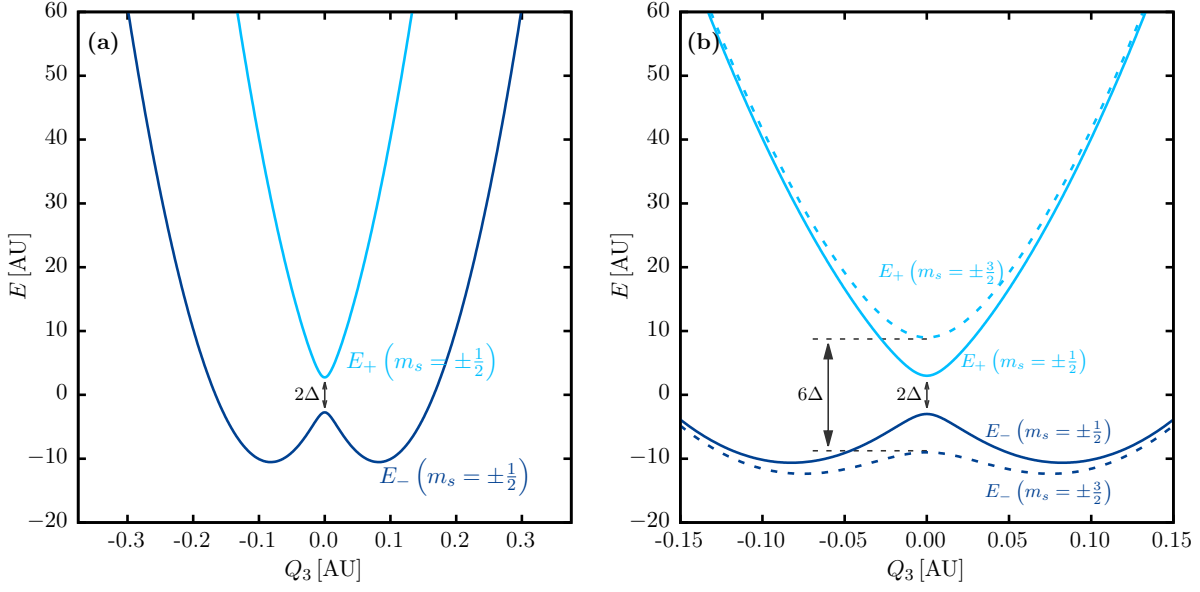 (a)
60
50
40
30
20
10
0
−10
−20
E [AU]
-0.3
-0.2
-0.1
0.0
0.1
0.2
0.3
Q₃ [AU]
E₊ (mₛ = ±½)
2Δ
E₋ (mₛ = ±½)
(b)
60
50
40
30
20
10
0
−10
−20
E [AU]
-0.15
-0.10
-0.05
0.00
0.05
0.10
0.15
Q₃ [AU]
E₊ (mₛ = ±3/2)
E₊ (mₛ = ±½)
6Δ
2Δ
E₋ (mₛ = ±½)
E₋ (mₛ = ±3/2)